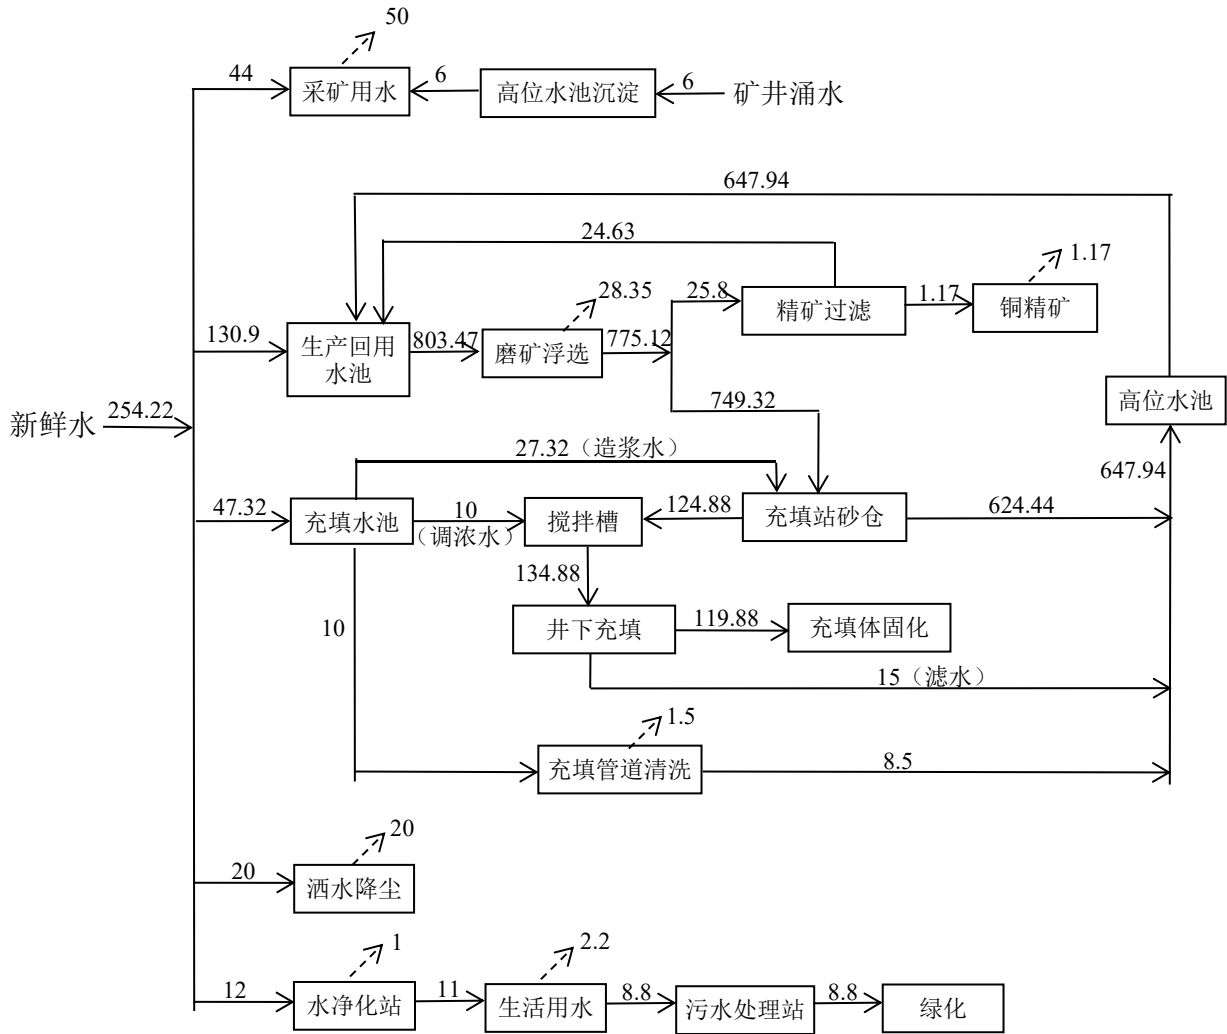 50
44
采矿用水
6
高位水池沉淀
6
矿井涌水
647.94
24.63
1.17
28.35
25.8
精矿过滤
1.17
铜精矿
130.9
生产回用
水池
803.47
磨矿浮选
775.12
749.32
高位水池
新鲜水
254.22
27.32（造浆水）
647.94
47.32
充填水池
10
（调浓水）
搅拌槽
124.88
充填站砂仓
624.44
134.88
10
井下充填
119.88
充填体固化
15（滤水）
1.5
充填管道清洗
8.5
20
20
洒水降尘
1
2.2
12
水净化站
11
生活用水
8.8
污水处理站
8.8
绿化